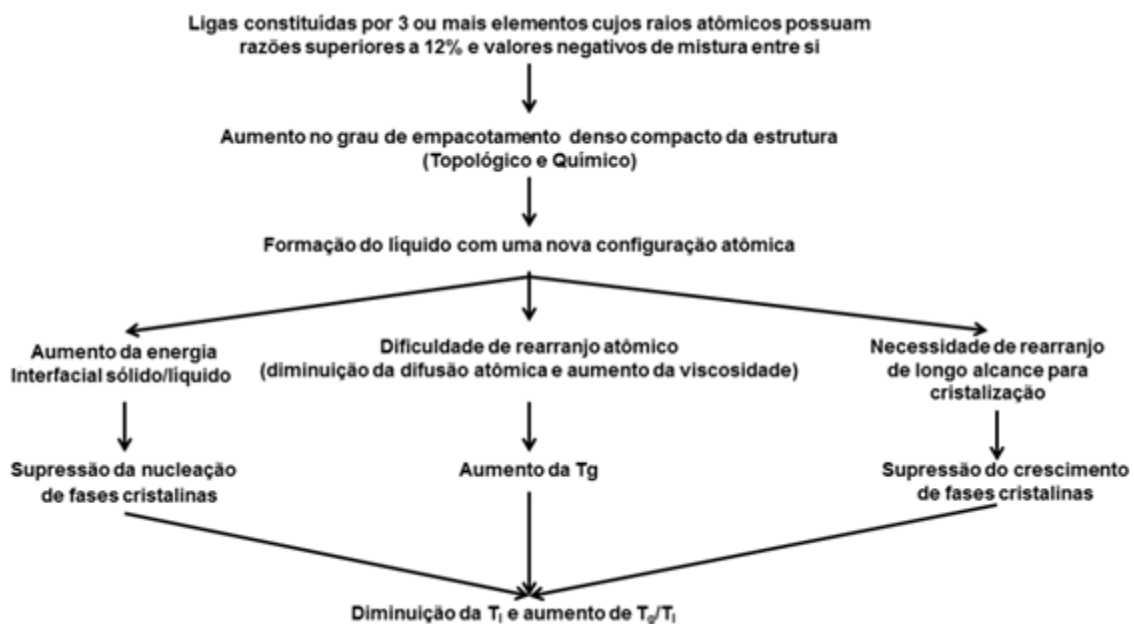 Ligas constituídas por 3 ou mais elementos cujos raios atômicos possuam
razões superiores a 12% e valores negativos de mistura entre si
Aumento no grau de empacotamento denso compacto da estrutura
(Topológico e Químico)
Formação do líquido com uma nova configuração atômica
Aumento da energia
Interfacial sólido/líquido
Dificuldade de rearranjo atômico
(diminuição da difusão atômica e aumento da viscosidade)
Necessidade de rearranjo
de longo alcance para
cristalização
Supressão da nucleação
de fases cristalinas
Aumento da Tg
Supressão do crescimento
de fases cristalinas
Diminuição da Tl e aumento de Tg/Tl